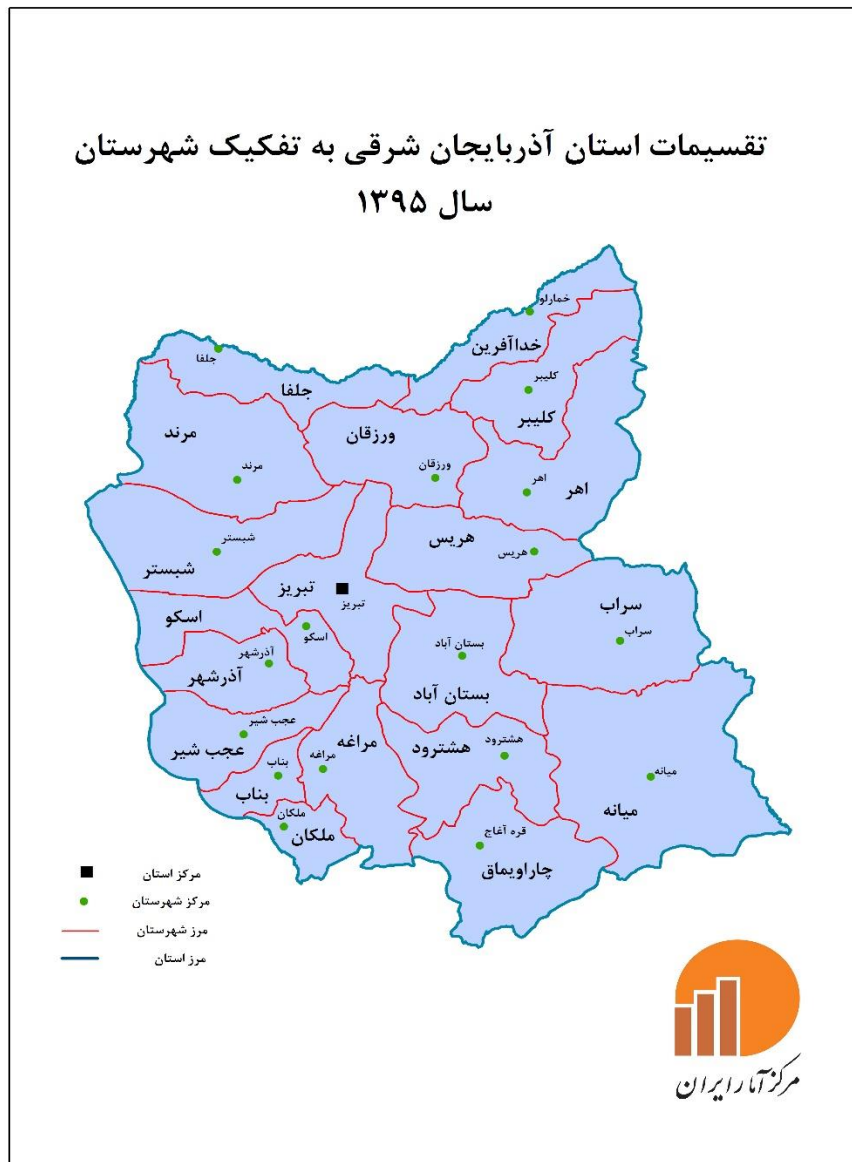 تقسیمات استان آذربایجان شرقی به تفکیک شهرستان
سال ۱۳۹۵
خمارلو
خداآفرین
جلفا
جلفا
کلیبر
کلیبر
مرند
ورزقان
مرند
ورزقان
اهر
اهر
هریس
هریس
شبستر
شبستر
تبریز
تبریز
اسکو
اسکو
سراب
سراب
بستان آباد
بستان آباد
آذرشهر
آذرشهر
عجب شیر
عجب شیر
مراغه
مراغه
هشترود
هشترود
بناب
بناب
میانه
میانه
ملکان
ملکان
قره آغاج
چاراویماق
مرکز استان
مرکز شهرستان
مرز شهرستان
مرز استان
مرکز آمار ایران